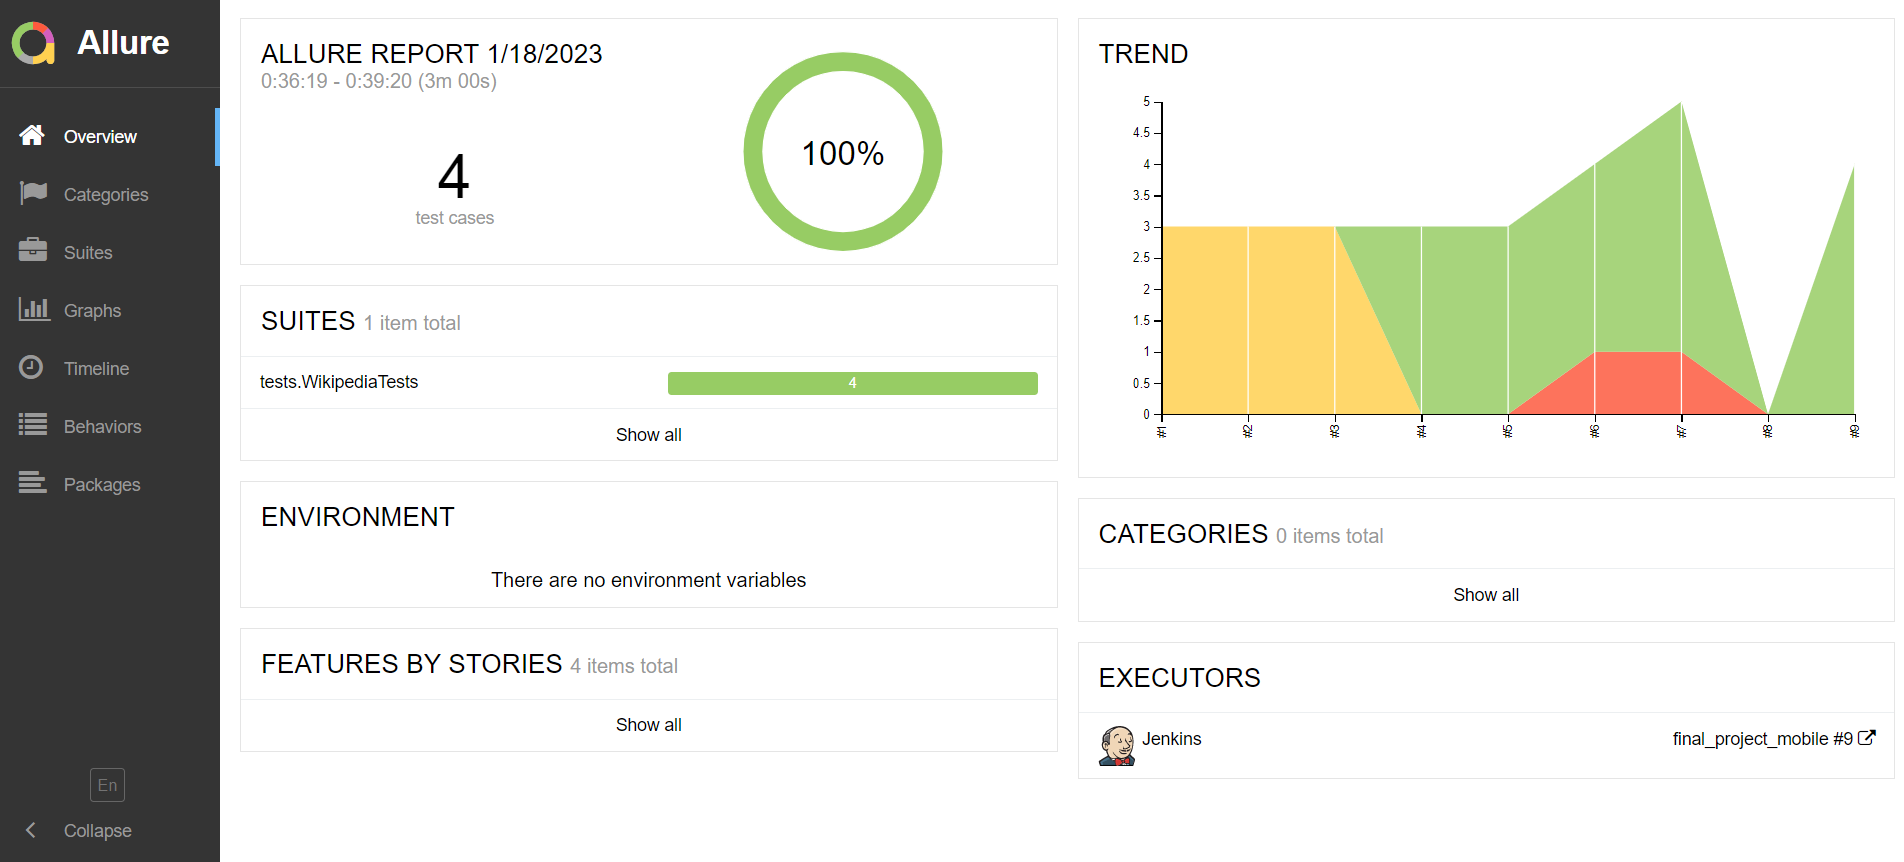 Allure
Overview
Categories
Suites
Graphs
Timeline
Behaviors
Packages
En
Collapse
ALLURE REPORT 1/18/2023
0:36:19 - 0:39:20 (3m 00s)
4
test cases
100%
SUITES 1 item total
tests.WikipediaTests 4
Show all
ENVIRONMENT
There are no environment variables
FEATURES BY STORIES 4 items total
Show all
TREND
5
4.5
4
3.5
3
2.5
2
1.5
1
0.5
0
#1 #2 #3 #4 #5 #6 #7 #8 #9
CATEGORIES 0 items total
Show all
EXECUTORS
Jenkins final_project_mobile #9